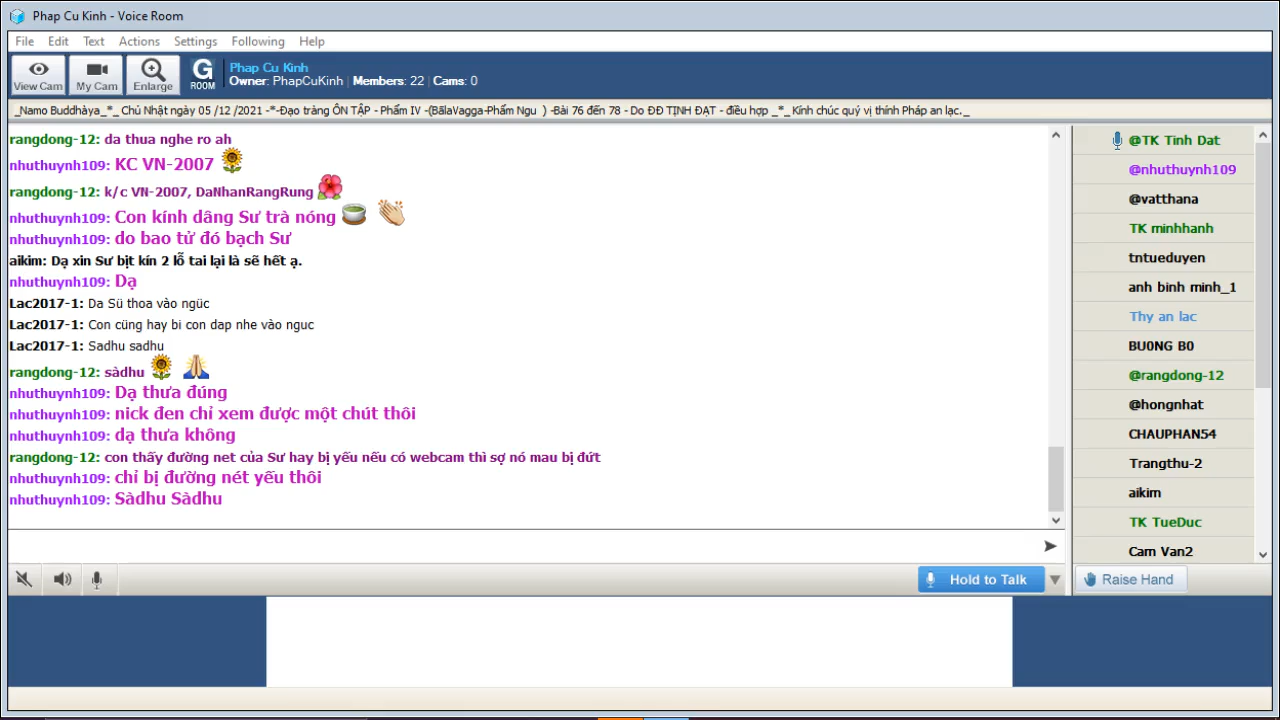 Phap Cu Kinh - Voice Room
File Edit Text Actions Settings Following Help
View Cam My Cam Enlarge G ROOM
Phap Cu Kinh
Owner: PhapCuKinh | Members: 22 | Cams: 0
_Namo Buddhàya_*_ Chủ Nhật ngày 05 /12 /2021 -*-Đạo tràng ÔN TẬP - Phẩm IV -(BālaVagga-Phẩm Ngu ) -Bài 76 đến 78 - Do ĐĐ TỊNH ĐẠT - điều hợp _*_ Kính chúc quý vị thính Pháp an lạc._
rangdong-12: da thua nghe ro ah
nhuthuynh109: KC VN-2007
rangdong-12: k/c VN-2007, DaNhanRangRung
nhuthuynh109: Con kính dâng Sư trà nóng
nhuthuynh109: do bao tử đó bạch Sư
aikim: Dạ xin Sư bịt kín 2 lỗ tai lại là sẽ hết ạ.
nhuthuynh109: Dạ
Lac2017-1: Da Sü thoa vào ngüc
Lac2017-1: Con cüng hay bi con dap nhe vào nguc
Lac2017-1: Sadhu sadhu
rangdong-12: sàdhu
nhuthuynh109: Dạ thưa đúng
nhuthuynh109: nick đen chỉ xem được một chút thôi
nhuthuynh109: dạ thưa không
rangdong-12: con thấy đường net của Sư hay bị yếu nếu có webcam thì sợ nó mau bị đứt
nhuthuynh109: chỉ bị đường nét yếu thôi
nhuthuynh109: Sàdhu Sàdhu
@TK Tinh Dat
@nhuthuynh109
@vatthana
TK minhhanh
tntueduyen
anh binh minh_1
Thy an lac
BU0NG B0
@rangdong-12
@hongnhat
CHAUPHAN54
Trangthu-2
aikim
TK TueDuc
Cam Van2
Hold to Talk
Raise Hand